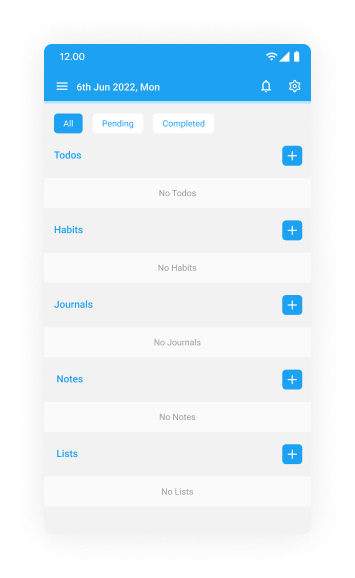 12.00
6th Jun 2022, Mon
All Pending Completed
Todos
No Todos
Habits
No Habits
Journals
No Journals
Notes
No Notes
Lists
No Lists